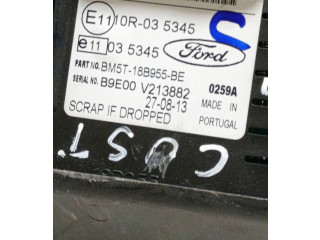 E11 10R-03 5345 S
e11 03 5345 Ford
PART NO. BM5T-18B955-BE
SERIAL NO. B9E00 V213882 0259A
27-08-13 MADE IN
SCRAP IF DROPPED PORTUGAL
CUST